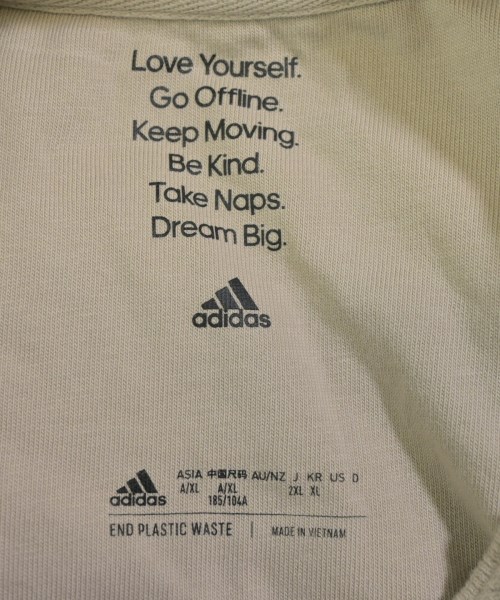 Love Yourself.
Go Offline.
Keep Moving.
Be Kind.
Take Naps.
Dream Big.
adidas
adidas
ASIA 中国尺码 AU/NZ J KR US D
A/XL A/XL 2XL XL
185/104A
END PLASTIC WASTE | MADE IN VIETNAM